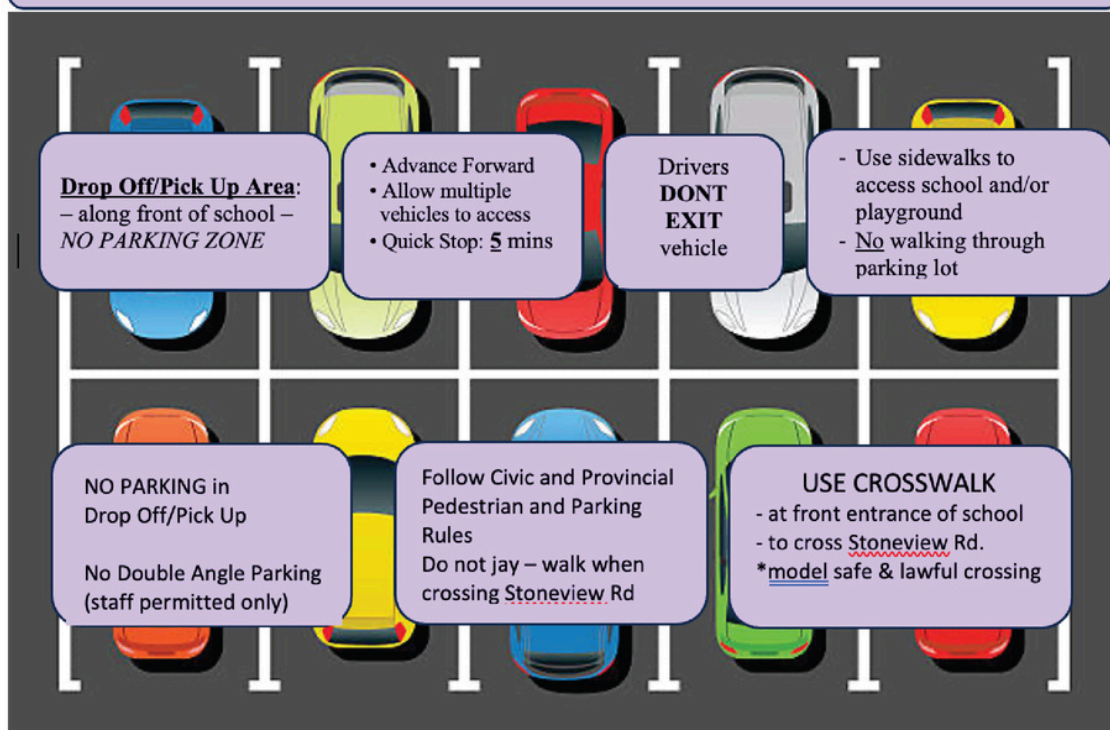 Drop Off/Pick Up Area:
– along front of school –
NO PARKING ZONE
• Advance Forward
• Allow multiple
vehicles to access
• Quick Stop: 5 mins
Drivers
DONT
EXIT
vehicle
- Use sidewalks to
access school and/or
playground
- No walking through
parking lot
NO PARKING in
Drop Off/Pick Up
No Double Angle Parking
(staff permitted only)
Follow Civic and Provincial
Pedestrian and Parking
Rules
Do not jay – walk when
crossing Stoneview Rd
USE CROSSWALK
- at front entrance of school
- to cross Stoneview Rd.
*model safe & lawful crossing